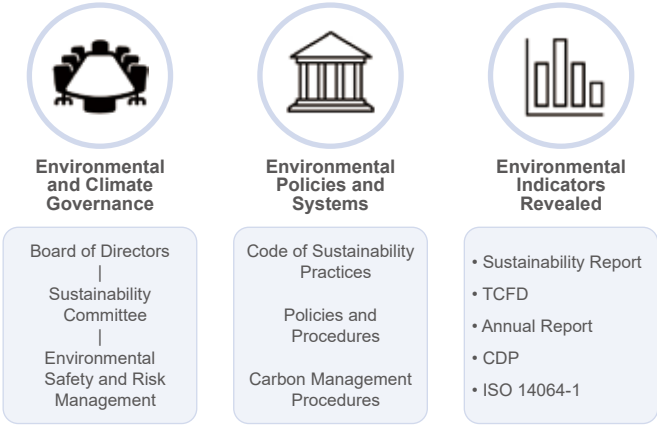 Environmental
and Climate
Governance
Board of Directors
|
Sustainability
Committee
|
Environmental
Safety and Risk
Management
Environmental
Policies and
Systems
Code of Sustainability
Practices
Policies and
Procedures
Carbon Management
Procedures
Environmental
Indicators
Revealed
• Sustainability Report
• TCFD
• Annual Report
• CDP
• ISO 14064-1